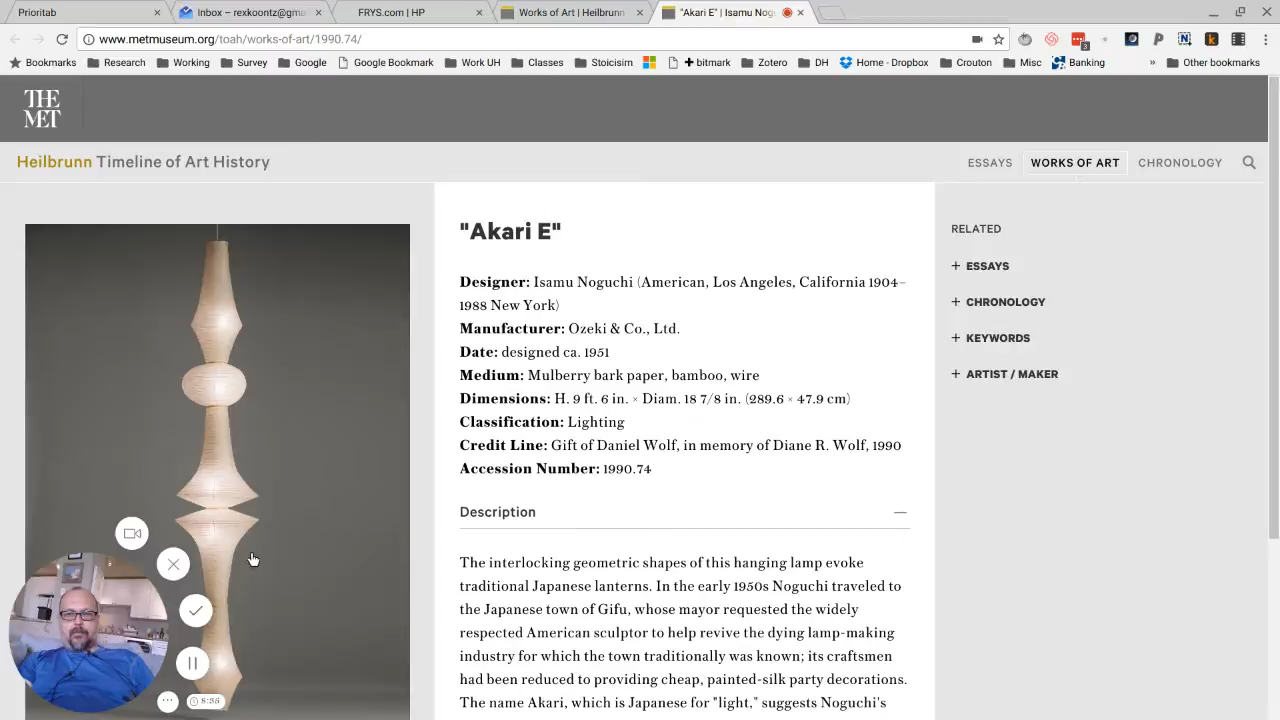 Prioritab
Inbox – rexkoontz@gma
FRYS.com | HP
Works of Art | Heilbrunn
"Akari E" | Isamu Nog
www.metmuseum.org/toah/works-of-art/1990.74/
3
Bookmarks
Research
Working
Survey
Google
Google Bookmark
Work UH
Classes
Stoicisim
+ bitmark
Zotero
DH
Home - Dropbox
Crouton
Misc
Banking
»
Other bookmarks
THE
MET
Heilbrunn Timeline of Art History
ESSAYS
WORKS OF ART
CHRONOLOGY
"Akari E"
Designer: Isamu Noguchi (American, Los Angeles, California 1904–
1988 New York)
Manufacturer: Ozeki & Co., Ltd.
Date: designed ca. 1951
Medium: Mulberry bark paper, bamboo, wire
Dimensions: H. 9 ft. 6 in. × Diam. 18 7/8 in. (289.6 × 47.9 cm)
Classification: Lighting
Credit Line: Gift of Daniel Wolf, in memory of Diane R. Wolf, 1990
Accession Number: 1990.74
Description
The interlocking geometric shapes of this hanging lamp evoke
traditional Japanese lanterns. In the early 1950s Noguchi traveled to
the Japanese town of Gifu, whose mayor requested the widely
respected American sculptor to help revive the dying lamp-making
industry for which the town traditionally was known; its craftsmen
had been reduced to providing cheap, painted-silk party decorations.
The name Akari, which is Japanese for "light," suggests Noguchi's
RELATED
+ ESSAYS
+ CHRONOLOGY
+ KEYWORDS
+ ARTIST / MAKER